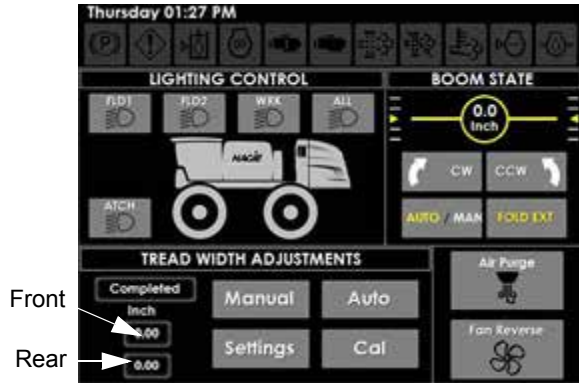 Thursday 01:27 PM
LIGHTING CONTROL
BOOM STATE
FLD1
FLD2
WRK
ALL
0.0
Inch
HAGIE
CW
CCW
ATCH
AUTO / MAN
FOLD EXT
TREAD WIDTH ADJUSTMENTS
Air Purge
Completed
Inch
Manual
Auto
Front
0.00
Fan Reverse
Settings
Cal
Rear
0.00